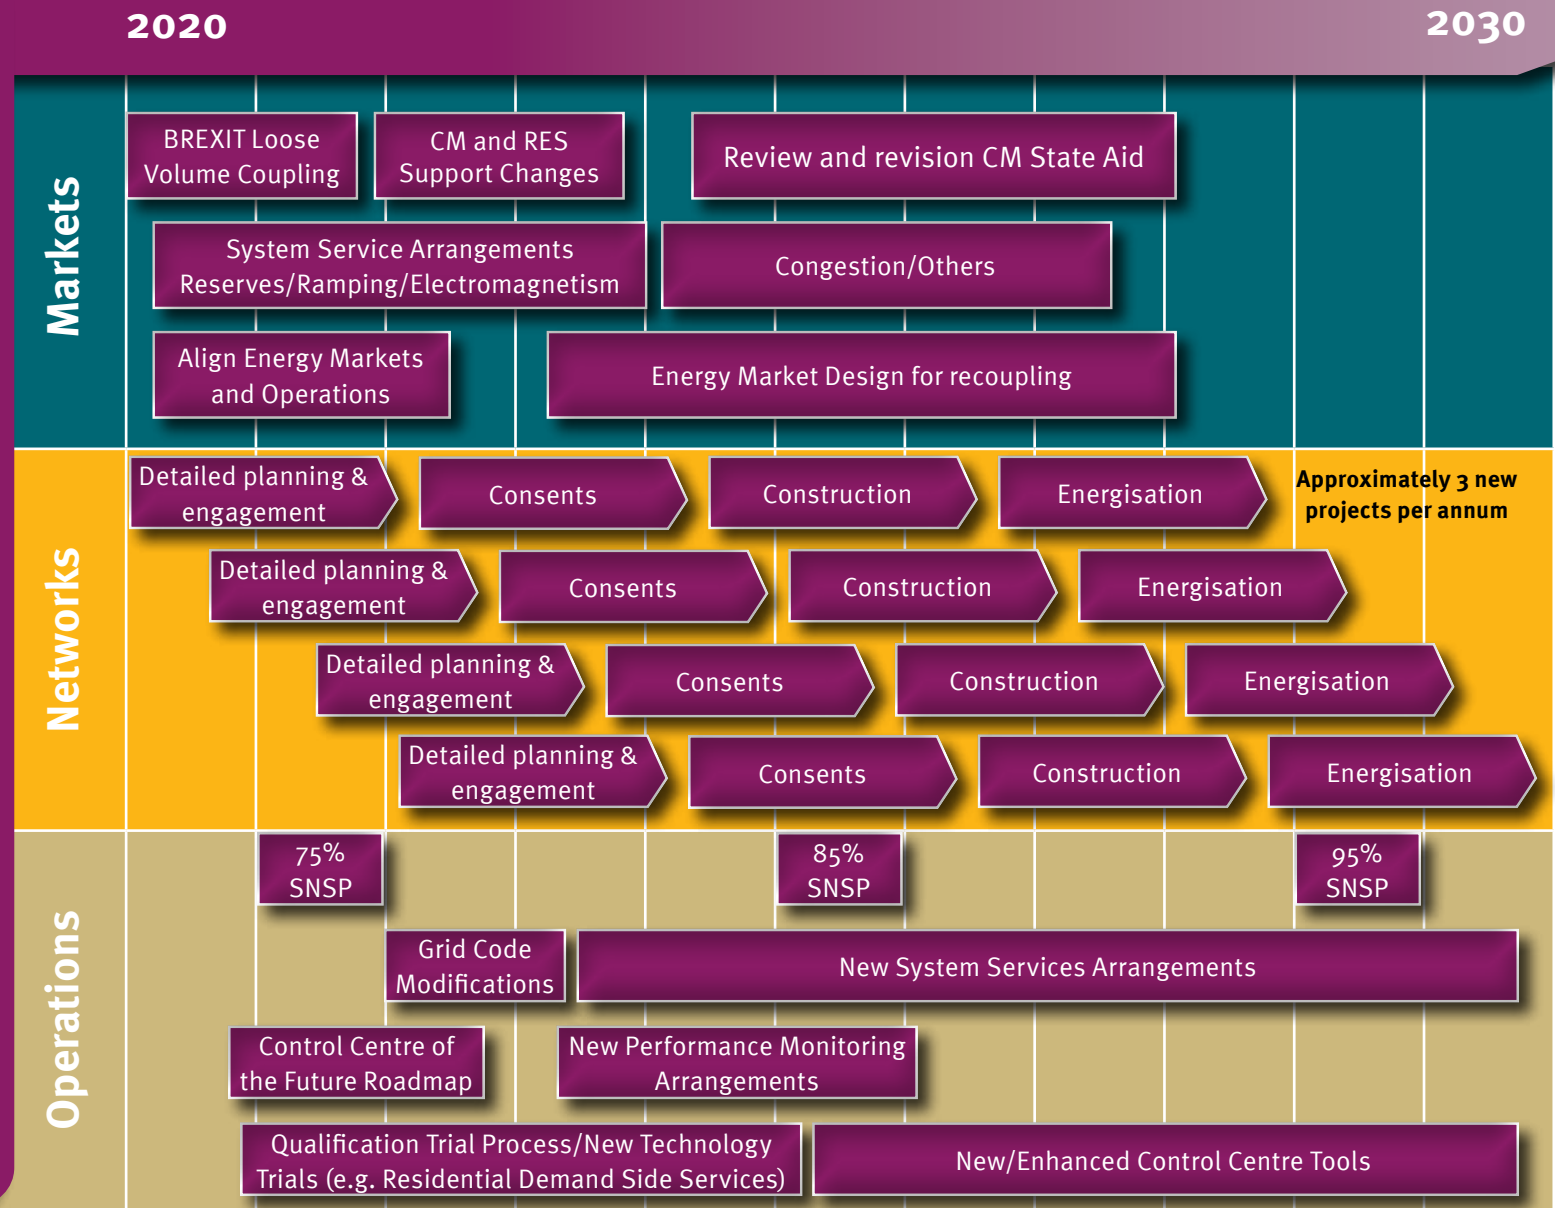 2020
2030
Markets
BREXIT Loose
Volume Coupling
CM and RES
Support Changes
Review and revision CM State Aid
System Service Arrangements
Reserves/Ramping/Electromagnetism
Congestion/Others
Align Energy Markets
and Operations
Energy Market Design for recoupling
Networks
Detailed planning &
engagement
Consents
Construction
Energisation
Approximately 3 new
projects per annum
Detailed planning &
engagement
Consents
Construction
Energisation
Detailed planning &
engagement
Consents
Construction
Energisation
Detailed planning &
engagement
Consents
Construction
Energisation
Operations
75%
SNSP
85%
SNSP
95%
SNSP
Grid Code
Modifications
New System Services Arrangements
Control Centre of
the Future Roadmap
New Performance Monitoring
Arrangements
Qualification Trial Process/New Technology
Trials (e.g. Residential Demand Side Services)
New/Enhanced Control Centre Tools